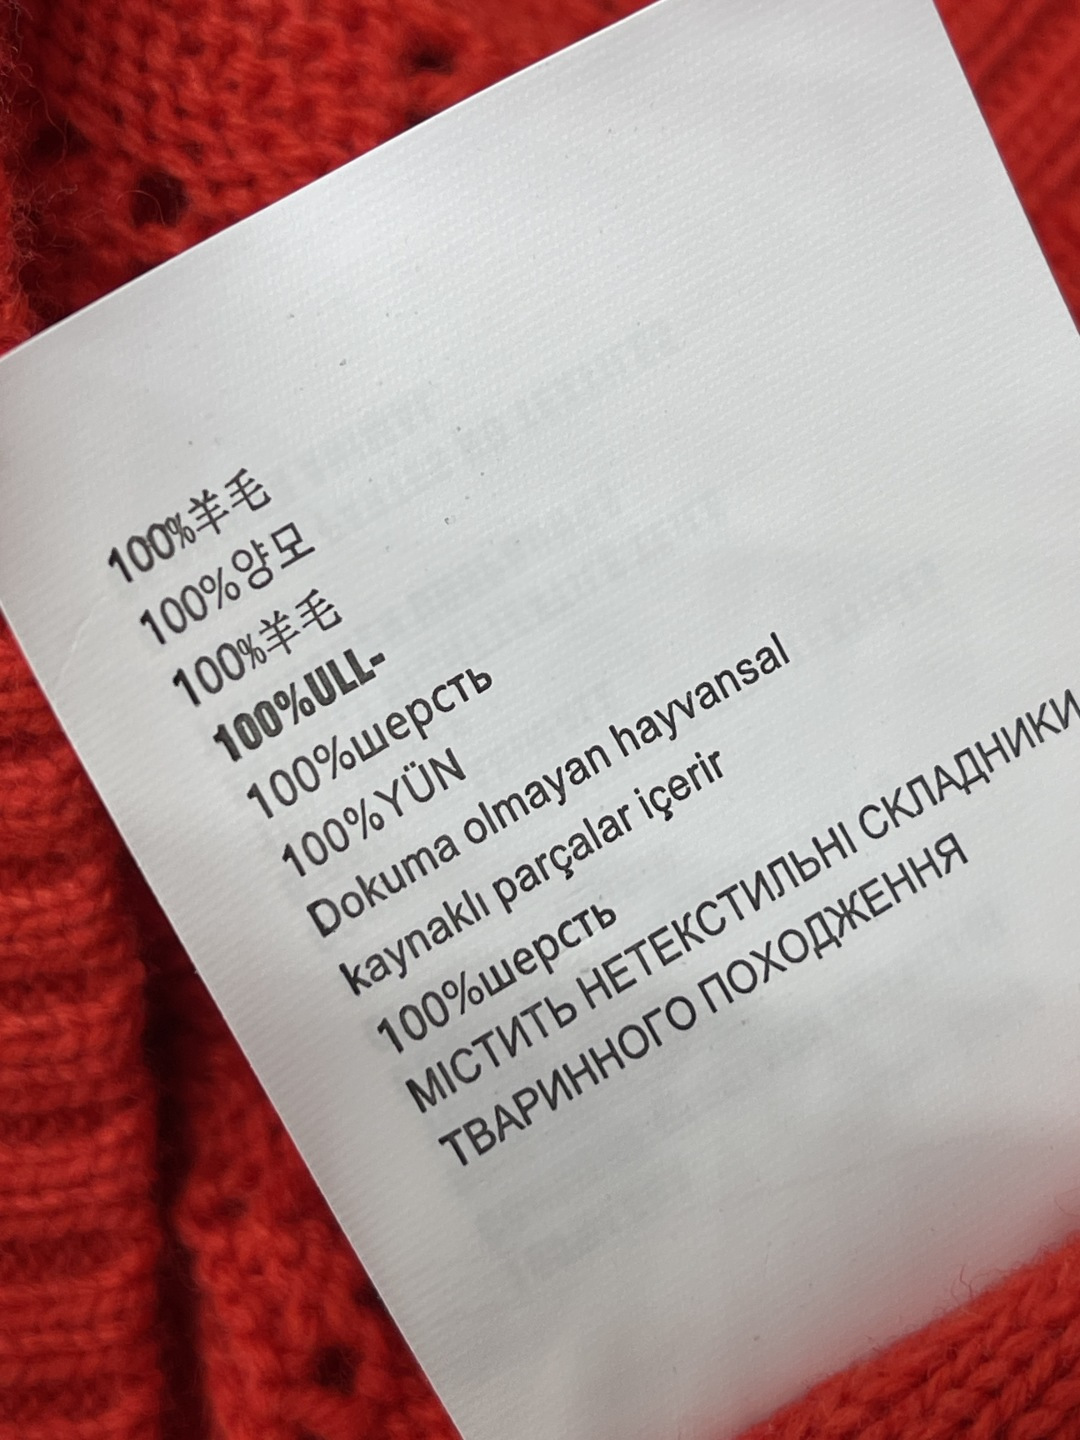 100%羊毛
100%양모
100%羊毛
100%ULL-
100%шерсть
100%YÜN
Dokuma olmayan hayvansal
kaynaklı parçalar içerir
100%шерсть
МІСТИТЬ НЕТЕКСТИЛЬНІ СКЛАДНИКИ
ТВАРИННОГО ПОХОДЖЕННЯ